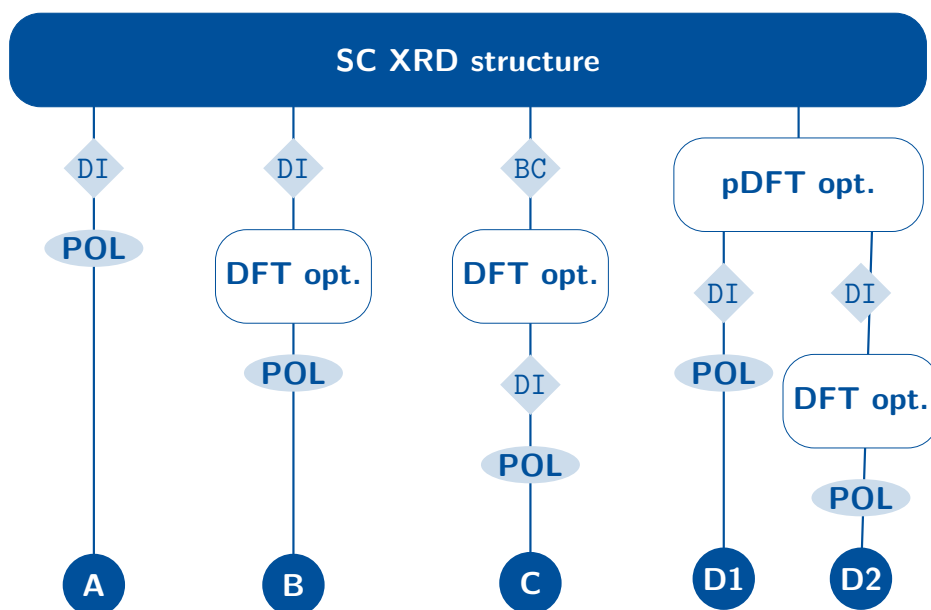 SC XRD structure
DI
DI
BC
pDFT opt.
POL
DFT opt.
DFT opt.
DI
DI
POL
DI
POL
DFT opt.
POL
POL
A
B
C
D1
D2